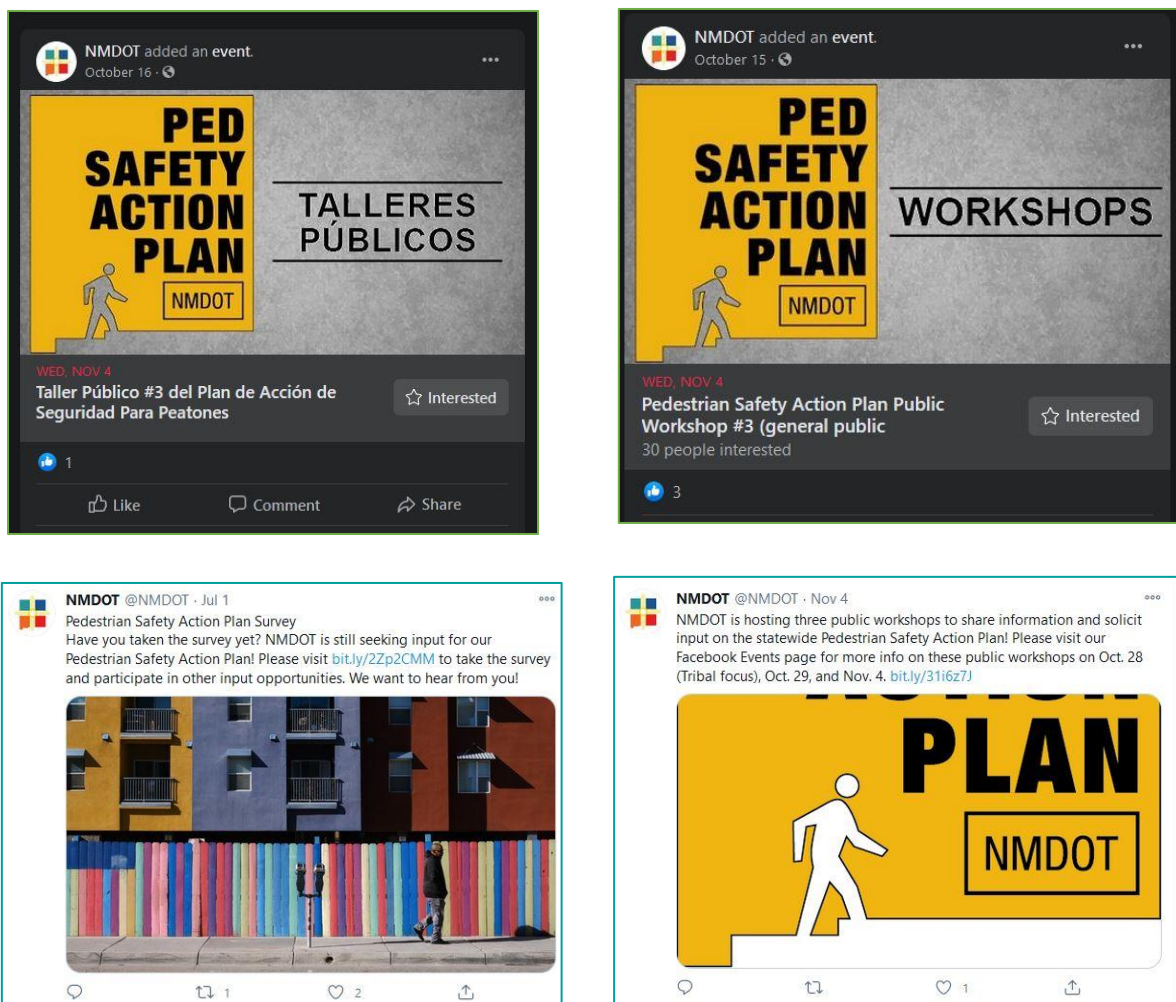 NMDOT added an event.
October 16 ·
PED
SAFETY
ACTION
PLAN
NMDOT
TALLERES
PÚBLICOS
WED, NOV 4
Taller Público #3 del Plan de Acción de
Seguridad Para Peatones
Interested
1
Like Comment Share
NMDOT added an event.
October 15 ·
PED
SAFETY
ACTION
PLAN
NMDOT
WORKSHOPS
WED, NOV 4
Pedestrian Safety Action Plan Public
Workshop #3 (general public
30 people interested
Interested
3
NMDOT @NMDOT · Jul 1
Pedestrian Safety Action Plan Survey
Have you taken the survey yet? NMDOT is still seeking input for our
Pedestrian Safety Action Plan! Please visit bit.ly/2Zp2CMM to take the survey
and participate in other input opportunities. We want to hear from you!
1 2
NMDOT @NMDOT · Nov 4
NMDOT is hosting three public workshops to share information and solicit
input on the statewide Pedestrian Safety Action Plan! Please visit our
Facebook Events page for more info on these public workshops on Oct. 28
(Tribal focus), Oct. 29, and Nov. 4. bit.ly/31i6z7J
ACTION
PLAN
NMDOT
1